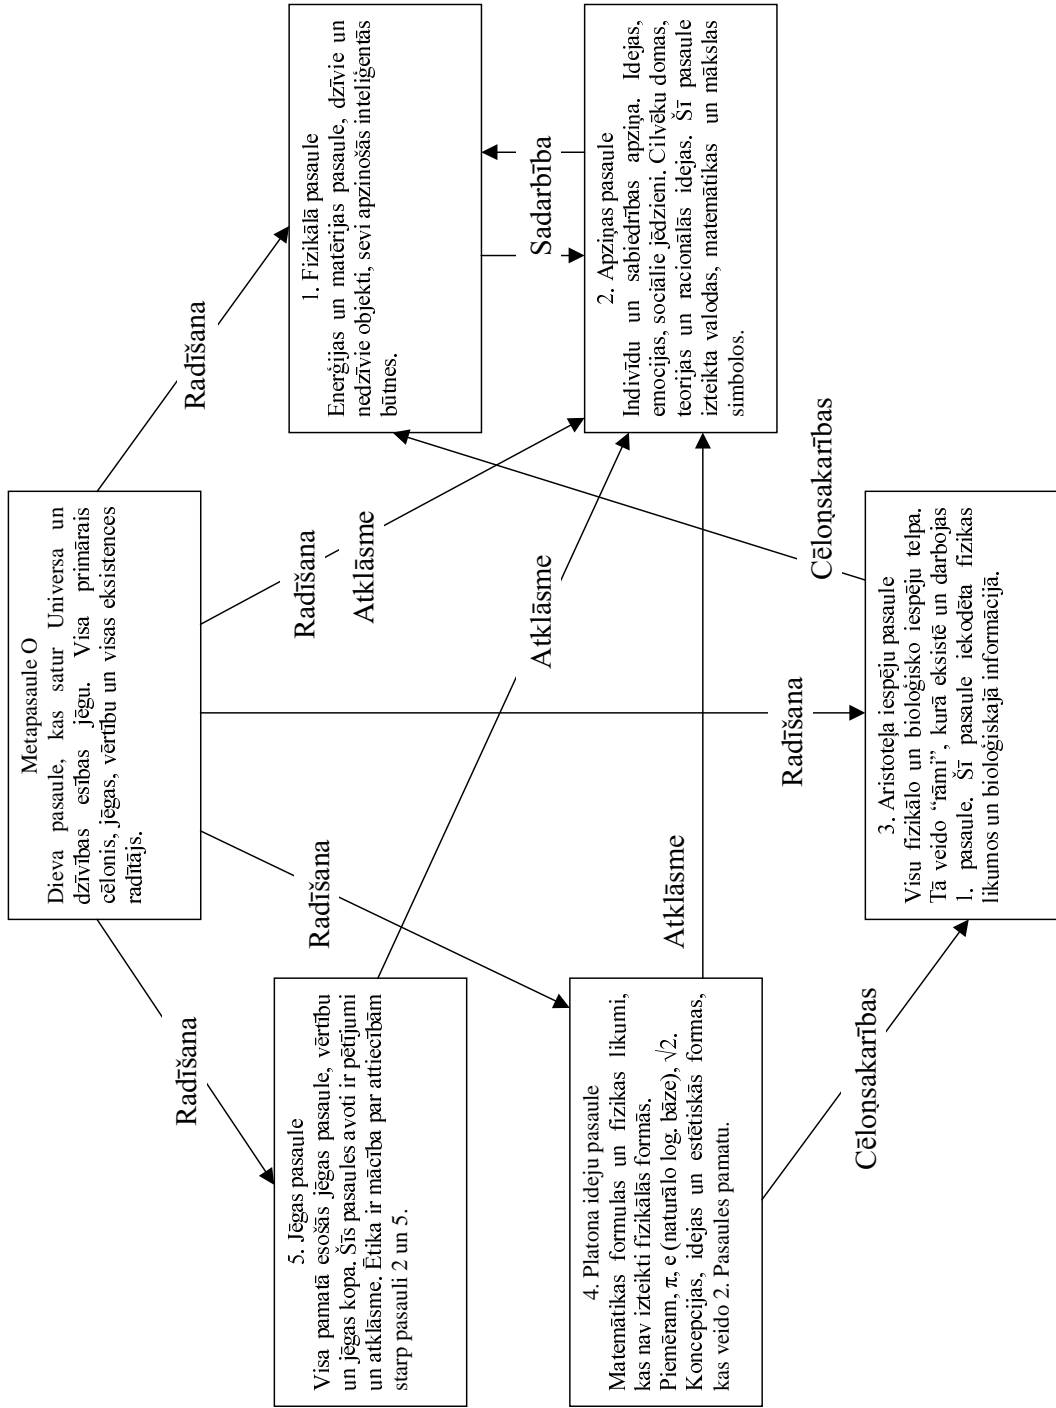 Metapasaule O
Dieva pasaule, kas satur Universa un
dzīvības esības jēgu. Visa primārais
cēlonis, jēgas, vērtību un visas eksistences
radītājs.
Radīšana
Radīšana
Radīšana
Atklāsme
Radīšana
Radīšana
5. Jēgas pasaule
Visa pamatā esošās jēgas pasaule, vērtību
un jēgas kopa. Šīs pasaules avoti ir pētījumi
un atklāsme. Ētika ir mācība par attiecībām
starp pasauli 2 un 5.
1. Fizikālā pasaule
Enerģijas un matērijas pasaule, dzīvie un
nedzīvie objekti, sevi apzinošās inteliģentās
būtnes.
Atklāsme
Sadarbība
4. Platona ideju pasaule
Matemātikas formulas un fizikas likumi,
kas nav izteikti fizikālās formās.
Piemēram, π, e (naturālo log. bāze), √2.
Koncepcijas, idejas un estētiskās formas,
kas veido 2. Pasaules pamatu.
Atklāsme
2. Apziņas pasaule
Indivīdu un sabiedrības apziņa. Idejas,
emocijas, sociālie jēdzieni. Cilvēku domas,
teorijas un racionālās idejas. Šī pasaule
izteikta valodas, matemātikas un mākslas
simbolos.
Cēloņsakarības
Cēloņsakarības
3. Aristoteļa iespēju pasaule
Visu fizikālo un bioloģisko iespēju telpa.
Tā veido “rāmi”, kurā eksistē un darbojas
1. pasaule. Šī pasaule iekodēta fizikas
likumos un bioloģiskajā informācijā.